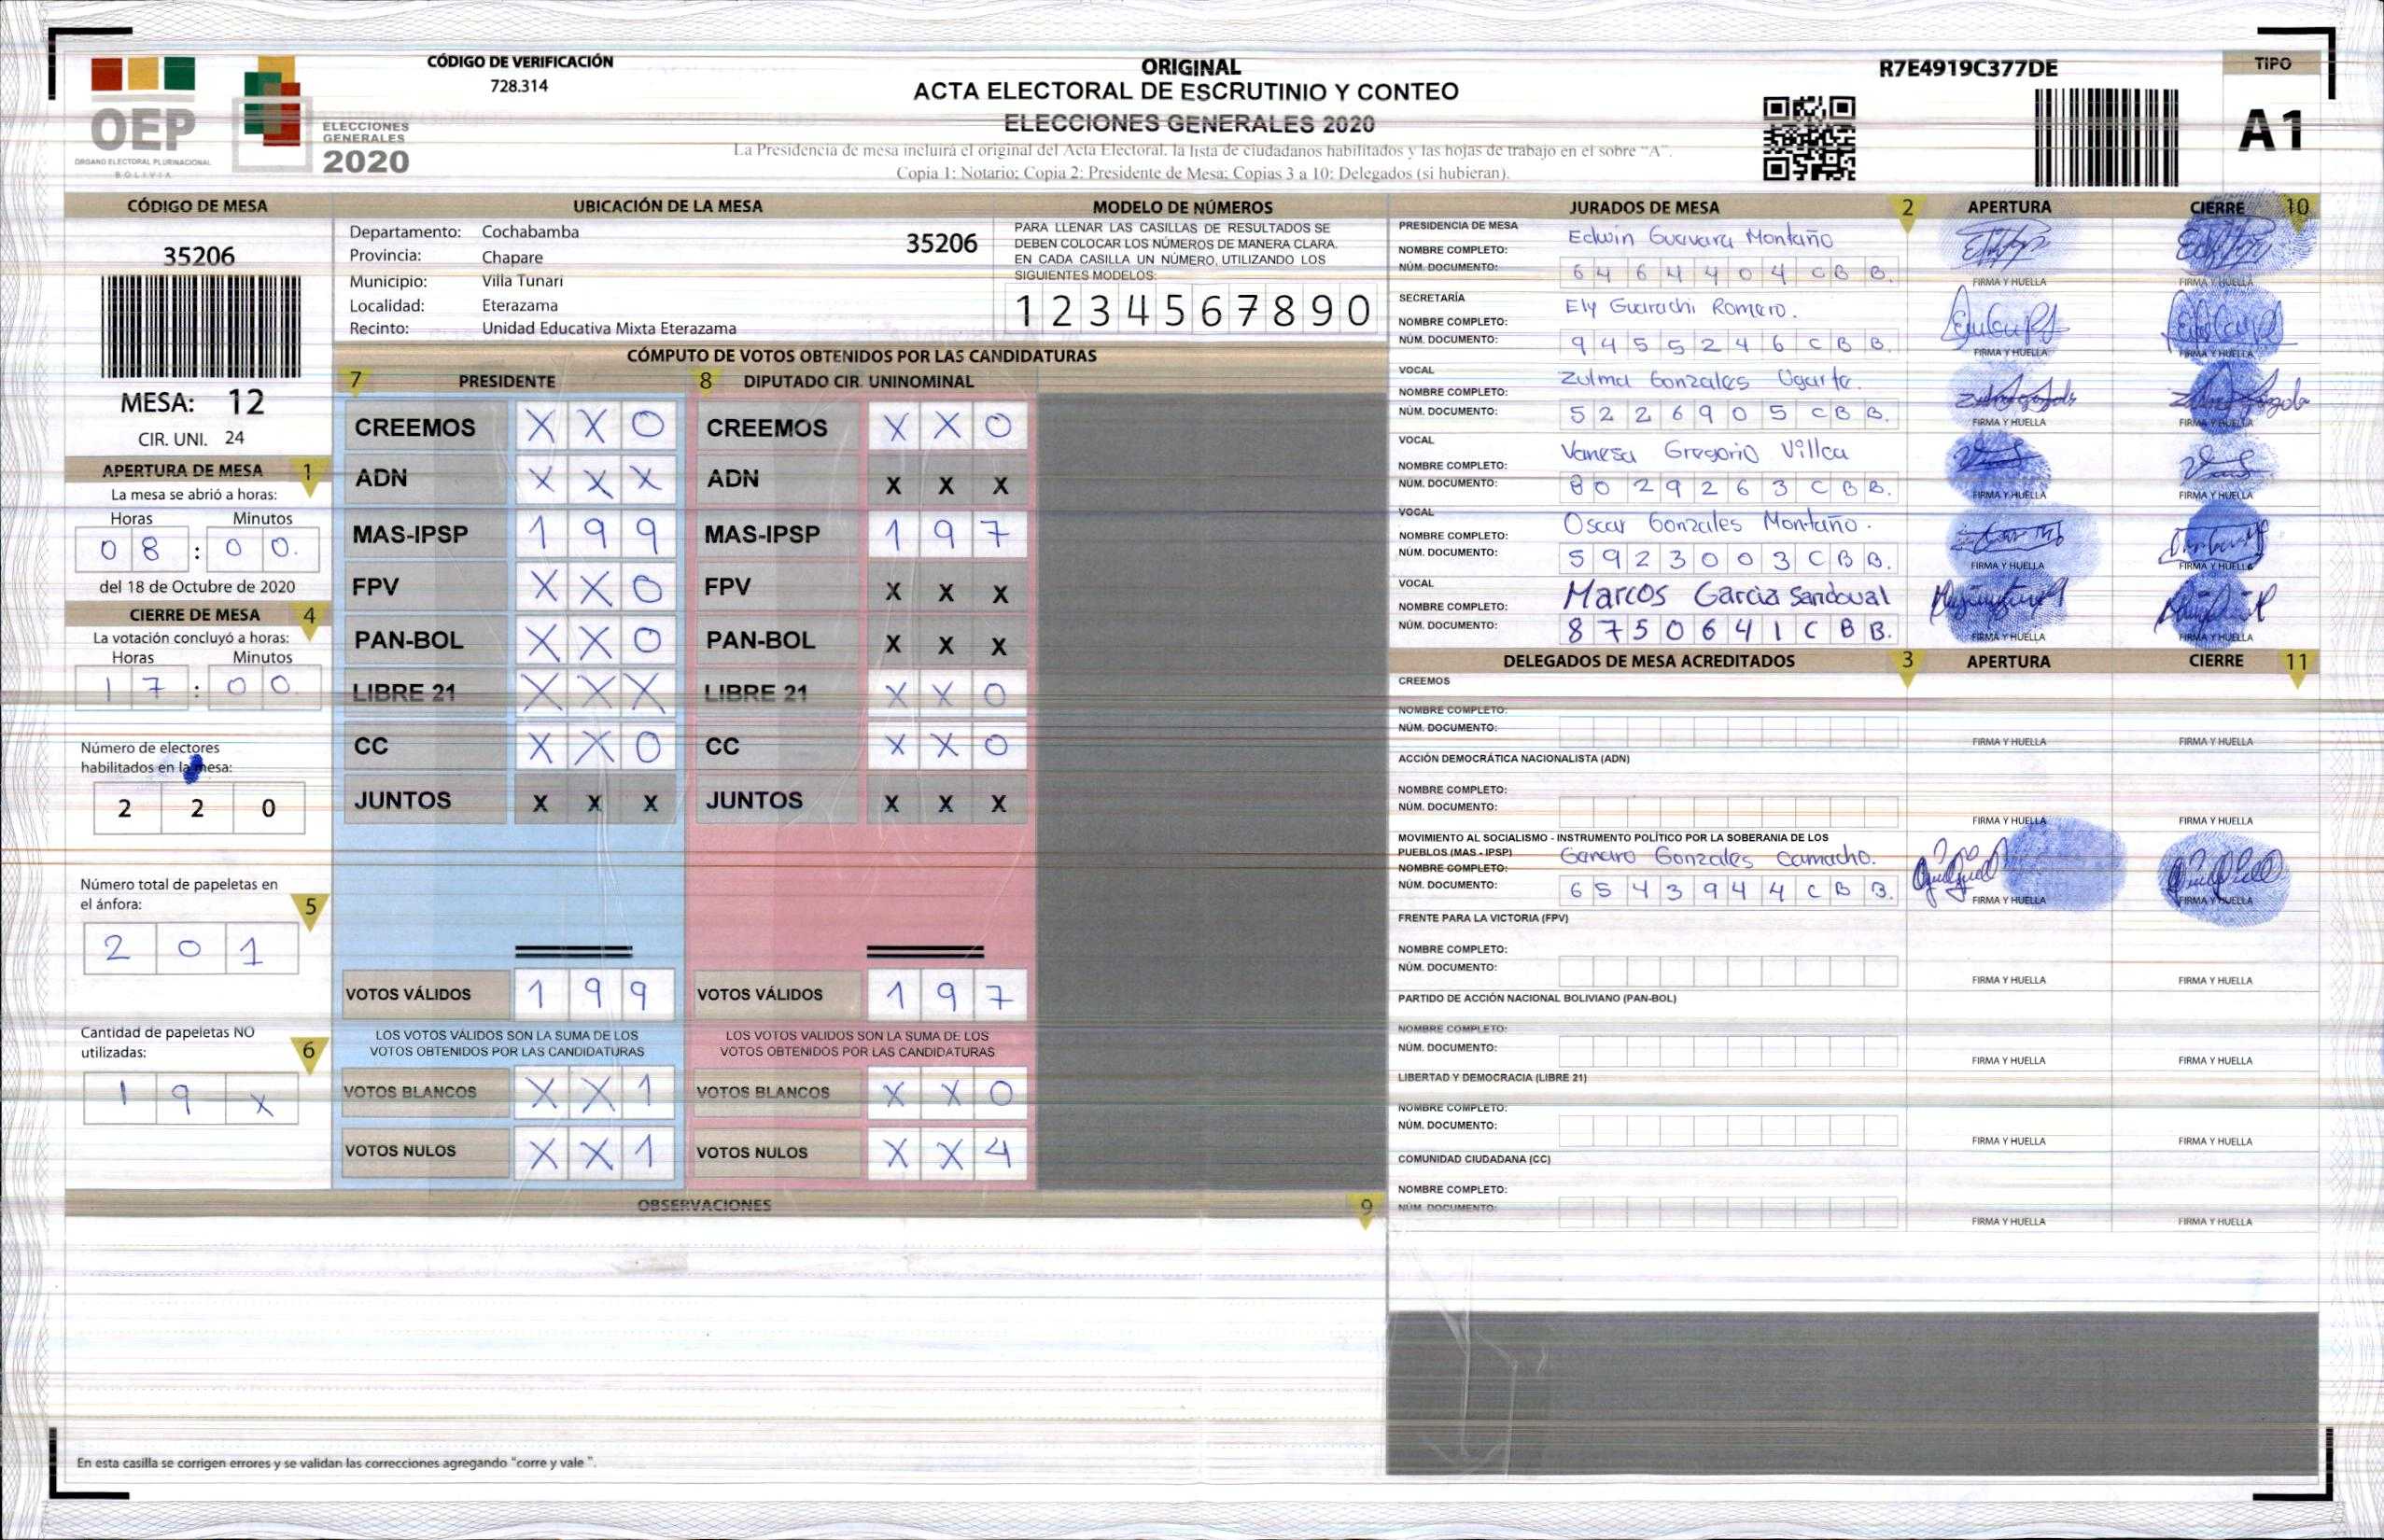 CÓDIGO DE VERIFICACIÓN
728.314
ORIGINAL
ACTA ELECTORAL DE ESCRUTINIO Y CONTEO
ELECCIONES GENERALES 2020
La Presidencia de mesa incluirá el original del Acta Electoral, la lista de ciudadanos habilitados y las hojas de trabajo en el sobre "A".
Copia 1: Notario; Copia 2: Presidente de Mesa; Copias 3 a 10: Delegados (si hubieran).
R7E4919C377DE
TIPO
A1
OEP
ÓRGANO ELECTORAL PLURINACIONAL
BOLIVIA
ELECCIONES
GENERALES
2020
CÓDIGO DE MESA
35206
MESA: 12
CIR. UNI. 24
APERTURA DE MESA 1
La mesa se abrió a horas:
Horas Minutos
0 8 : 0 0.
del 18 de Octubre de 2020
CIERRE DE MESA 4
La votación concluyó a horas:
Horas Minutos
1 7 : 0 0
Número de electores
habilitados en la mesa:
2 2 0
Número total de papeletas en
el ánfora: 5
2 0 1
Cantidad de papeletas NO
utilizadas: 6
1 9 X
UBICACIÓN DE LA MESA
Departamento: Cochabamba
Provincia: Chapare
Municipio: Villa Tunari
Localidad: Eterazama
Recinto: Unidad Educativa Mixta Eterazama
35206
MODELO DE NÚMEROS
PARA LLENAR LAS CASILLAS DE RESULTADOS SE
DEBEN COLOCAR LOS NÚMEROS DE MANERA CLARA.
EN CADA CASILLA UN NÚMERO, UTILIZANDO LOS
SIGUIENTES MODELOS:
1 2 3 4 5 6 7 8 9 0
CÓMPUTO DE VOTOS OBTENIDOS POR LAS CANDIDATURAS
7 PRESIDENTE 8 DIPUTADO CIR. UNINOMINAL
CREEMOS X X 0 CREEMOS X X 0
ADN X X X ADN X X X
MAS-IPSP 1 9 9 MAS-IPSP 1 9 7
FPV X X 0 FPV X X X
PAN-BOL X X 0 PAN-BOL X X X
LIBRE 21 X X X LIBRE 21 X X 0
CC X X 0 CC X X 0
JUNTOS X X X JUNTOS X X X
VOTOS VÁLIDOS 1 9 9 VOTOS VÁLIDOS 1 9 7
LOS VOTOS VÁLIDOS SON LA SUMA DE LOS LOS VOTOS VALIDOS SON LA SUMA DE LOS
VOTOS OBTENIDOS POR LAS CANDIDATURAS VOTOS OBTENIDOS POR LAS CANDIDATURAS
VOTOS BLANCOS X X 1 VOTOS BLANCOS X X 0
VOTOS NULOS X X 1 VOTOS NULOS X X 4
OBSERVACIONES 9
En esta casilla se corrigen errores y se validan las correcciones agregando "corre y vale ".
JURADOS DE MESA 2 APERTURA CIERRE 10
PRESIDENCIA DE MESA
NOMBRE COMPLETO: Edwin Guevara Montaño
NÚM. DOCUMENTO: 6 4 6 4 4 0 4 C B B.
FIRMA Y HUELLA FIRMA Y HUELLA
SECRETARÍA
NOMBRE COMPLETO: Ely Guarachi Romero.
NÚM. DOCUMENTO: 9 4 5 5 2 4 6 C B B.
FIRMA Y HUELLA FIRMA Y HUELLA
VOCAL
NOMBRE COMPLETO: Zulma Gonzales Ugarte.
NÚM. DOCUMENTO: 5 2 2 6 9 0 5 C B B.
FIRMA Y HUELLA FIRMA Y HUELLA
VOCAL
NOMBRE COMPLETO: Vanesa Gregorio Villca
NÚM. DOCUMENTO: 8 0 2 9 2 6 3 C B B.
FIRMA Y HUELLA FIRMA Y HUELLA
VOCAL
NOMBRE COMPLETO: Oscar Gonzales Montaño.
NÚM. DOCUMENTO: 5 9 2 3 0 0 3 C B B.
FIRMA Y HUELLA FIRMA Y HUELLA
VOCAL
NOMBRE COMPLETO: Marcos Garcia Sandoval
NÚM. DOCUMENTO: 8 7 5 0 6 4 1 C B B.
FIRMA Y HUELLA FIRMA Y HUELLA
DELEGADOS DE MESA ACREDITADOS 3 APERTURA CIERRE 11
CREEMOS
NOMBRE COMPLETO:
NÚM. DOCUMENTO:
FIRMA Y HUELLA FIRMA Y HUELLA
ACCIÓN DEMOCRÁTICA NACIONALISTA (ADN)
NOMBRE COMPLETO:
NÚM. DOCUMENTO:
FIRMA Y HUELLA FIRMA Y HUELLA
MOVIMIENTO AL SOCIALISMO - INSTRUMENTO POLÍTICO POR LA SOBERANIA DE LOS
PUEBLOS (MAS - IPSP)
NOMBRE COMPLETO: Genaro Gonzales Camacho.
NÚM. DOCUMENTO: 6 5 4 3 9 4 4 C B B.
FIRMA Y HUELLA FIRMA Y HUELLA
FRENTE PARA LA VICTORIA (FPV)
NOMBRE COMPLETO:
NÚM. DOCUMENTO:
FIRMA Y HUELLA FIRMA Y HUELLA
PARTIDO DE ACCIÓN NACIONAL BOLIVIANO (PAN-BOL)
NOMBRE COMPLETO:
NÚM. DOCUMENTO:
FIRMA Y HUELLA FIRMA Y HUELLA
LIBERTAD Y DEMOCRACIA (LIBRE 21)
NOMBRE COMPLETO:
NÚM. DOCUMENTO:
FIRMA Y HUELLA FIRMA Y HUELLA
COMUNIDAD CIUDADANA (CC)
NOMBRE COMPLETO:
NÚM. DOCUMENTO:
FIRMA Y HUELLA FIRMA Y HUELLA